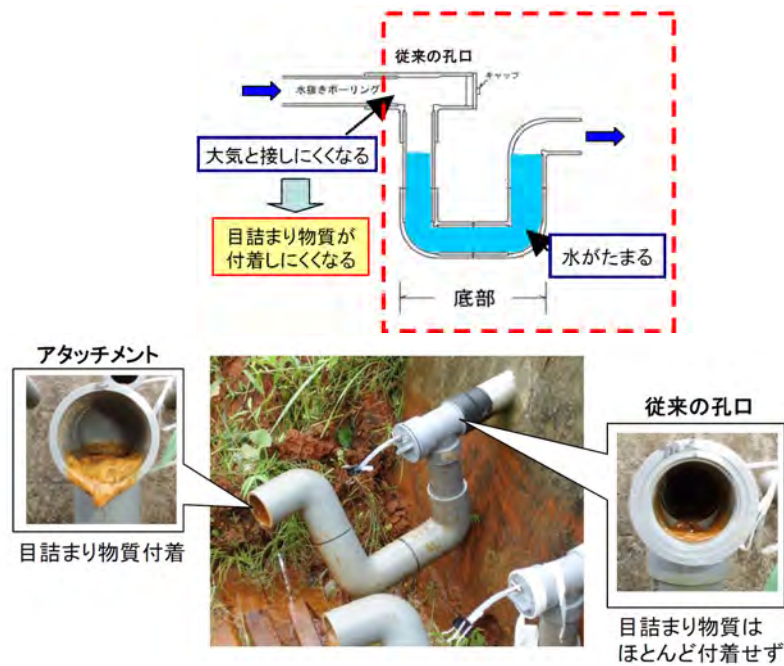 従来の孔口
キャップ
水抜きボーリング
大気と接しにくくなる
目詰まり物質が
付着しにくくなる
水がたまる
底部
アタッチメント
目詰まり物質付着
従来の孔口
目詰まり物質は
ほとんど付着せず